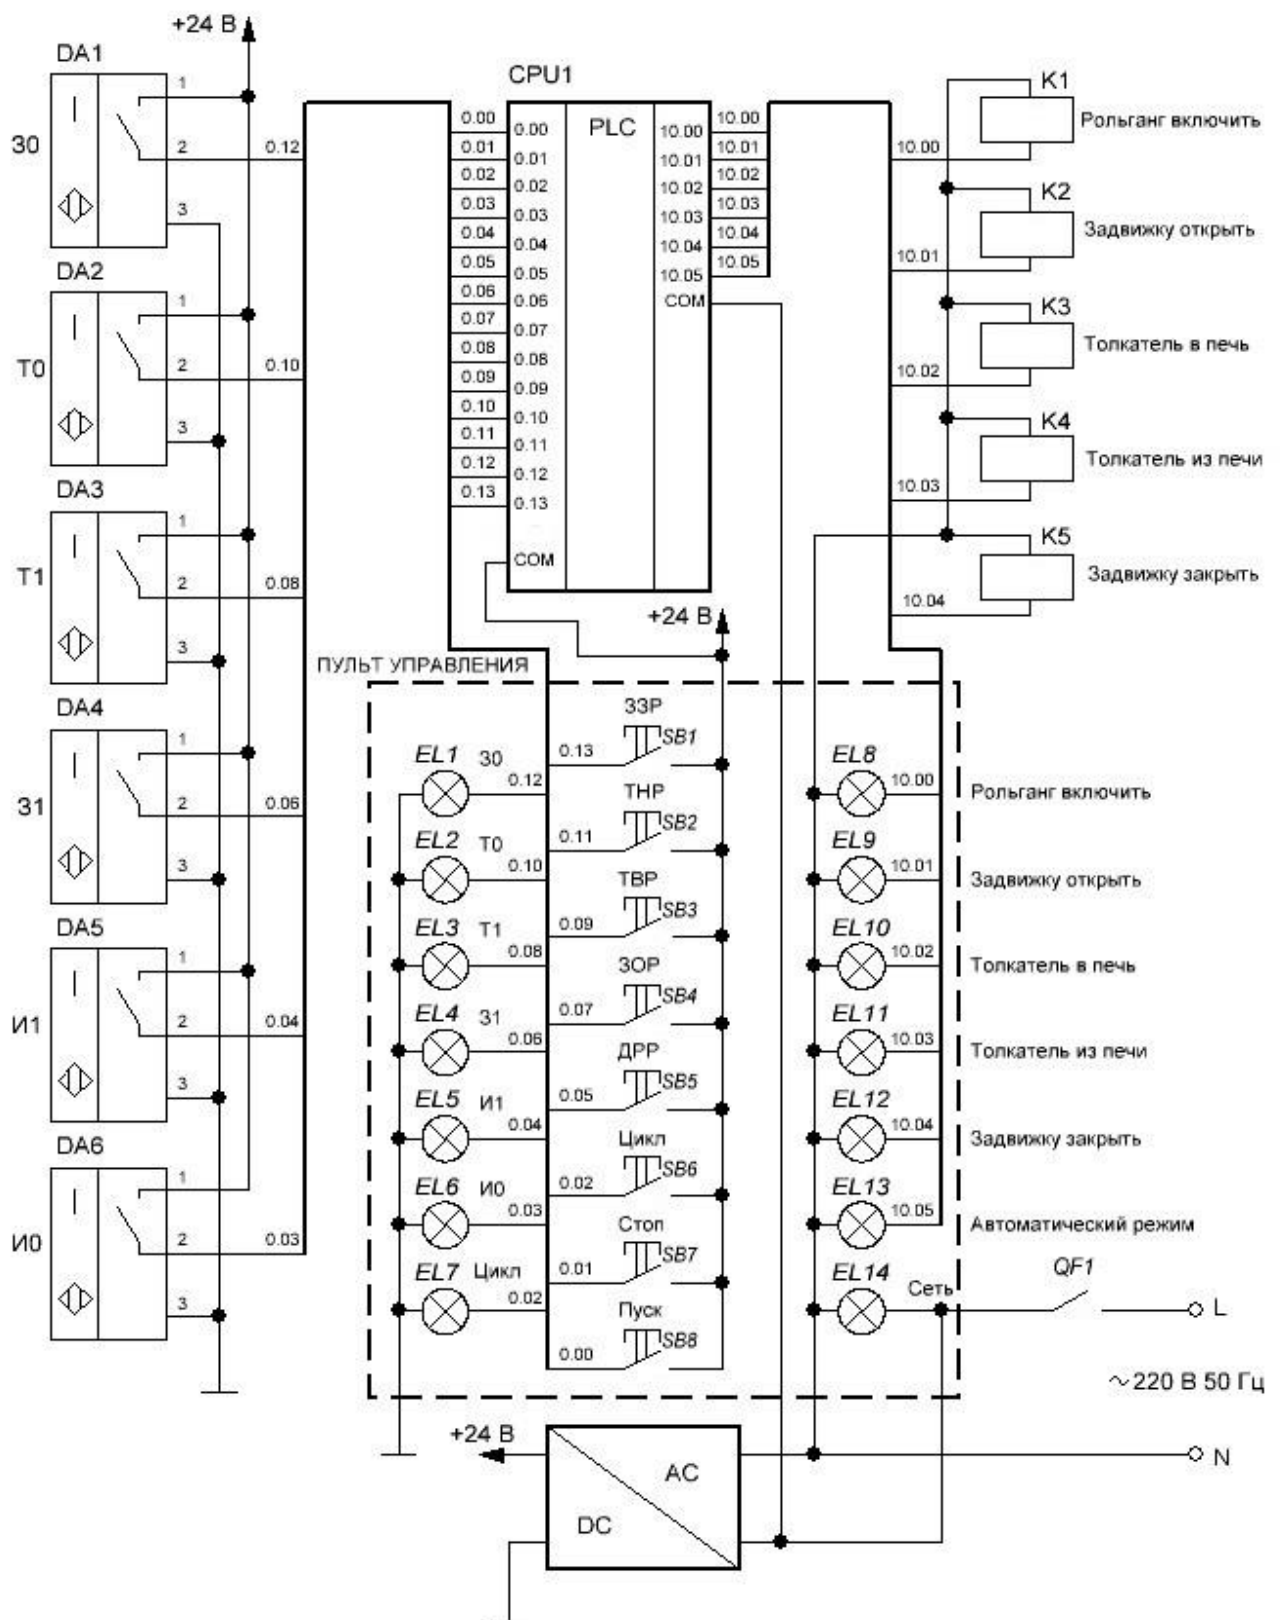 +24 В
DA1
1
2
3
З0
0.12
DA2
1
2
3
Т0
0.10
DA3
1
2
3
Т1
0.08
DA4
1
2
3
З1
0.06
DA5
1
2
3
И1
0.04
DA6
1
2
3
И0
0.03
CPU1
PLC
0.00
0.01
0.02
0.03
0.04
0.05
0.06
0.07
0.08
0.09
0.10
0.11
0.12
0.13
0.00
0.01
0.02
0.03
0.04
0.05
0.06
0.07
0.08
0.09
0.10
0.11
0.12
0.13
COM
10.00
10.01
10.02
10.03
10.04
10.05
COM
10.00
10.01
10.02
10.03
10.04
10.05
K1
10.00
Рольганг включить
K2
10.01
Задвижку открыть
K3
10.02
Толкатель в печь
K4
10.03
Толкатель из печи
K5
10.04
Задвижку закрыть
+24 В
ПУЛЬТ УПРАВЛЕНИЯ
EL1 З0
0.12
EL2 Т0
0.10
EL3 Т1
0.08
EL4 З1
0.06
EL5 И1
0.04
EL6 И0
0.03
EL7 Цикл
0.02
ЗЗР
0.13 SB1
ТНР
0.11 SB2
ТВР
0.09 SB3
ЗОР
0.07 SB4
ДРР
0.05 SB5
Цикл
0.02 SB6
Стоп
0.01 SB7
Пуск
0.00 SB8
EL8
10.00 Рольганг включить
EL9
10.01 Задвижку открыть
EL10
10.02 Толкатель в печь
EL11
10.03 Толкатель из печи
EL12
10.04 Задвижку закрыть
EL13
10.05 Автоматический режим
EL14 Сеть QF1
L
~220 В 50 Гц
N
+24 В
AC
DC